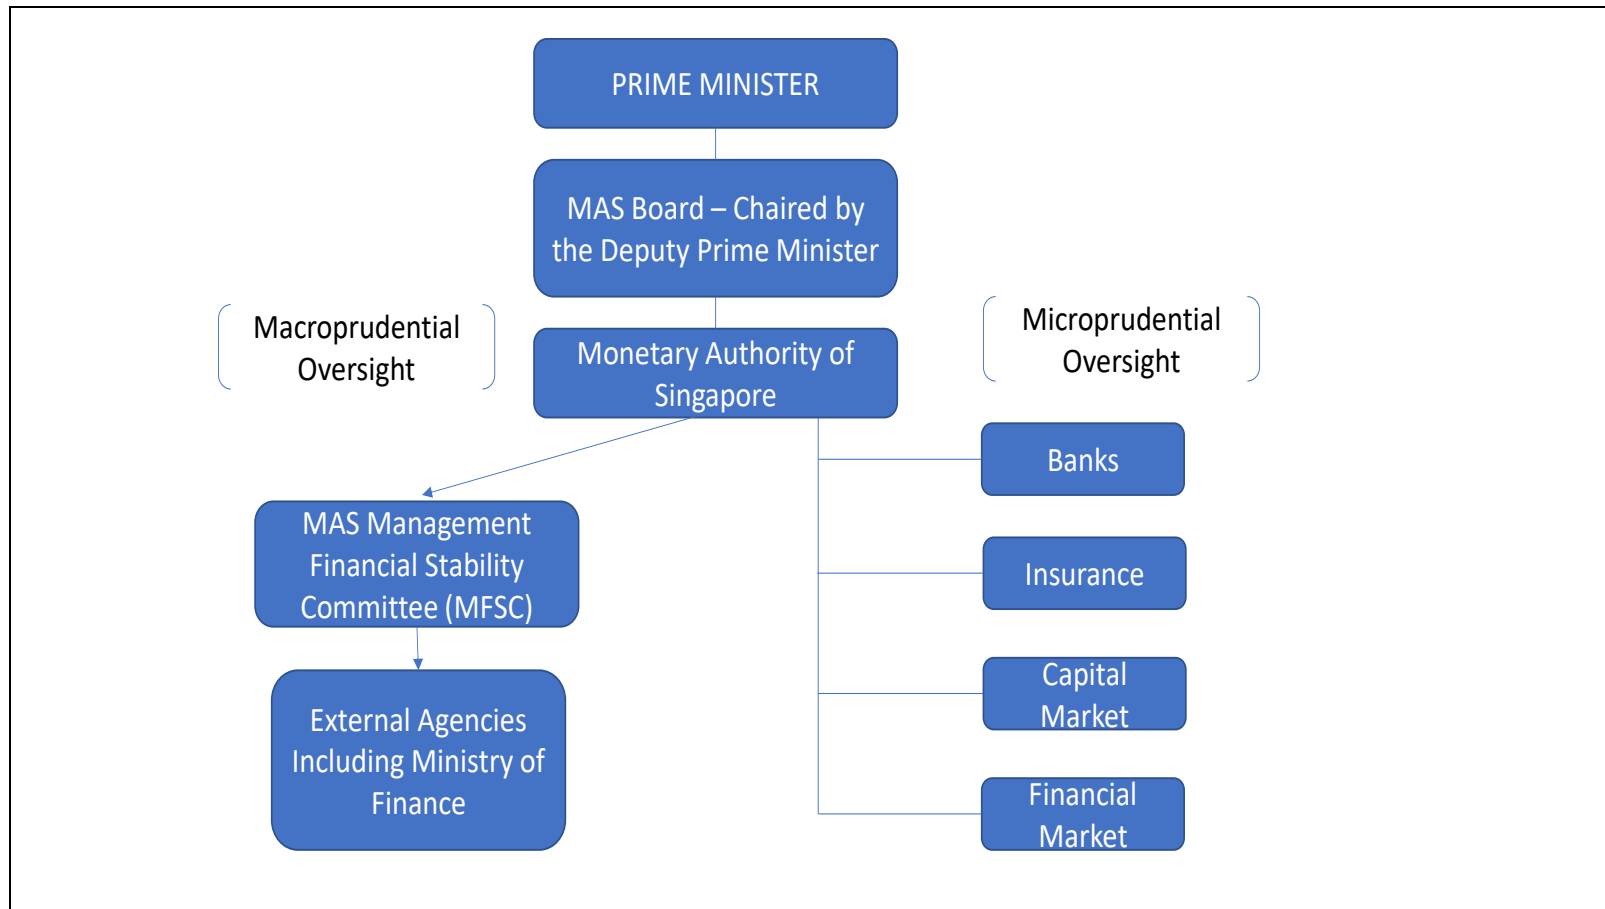 PRIME MINISTER
MAS Board – Chaired by
the Deputy Prime Minister
Macroprudential
Oversight
Monetary Authority of
Singapore
Microprudential
Oversight
MAS Management
Financial Stability
Committee (MFSC)
External Agencies
Including Ministry of
Finance
Banks
Insurance
Capital
Market
Financial
Market